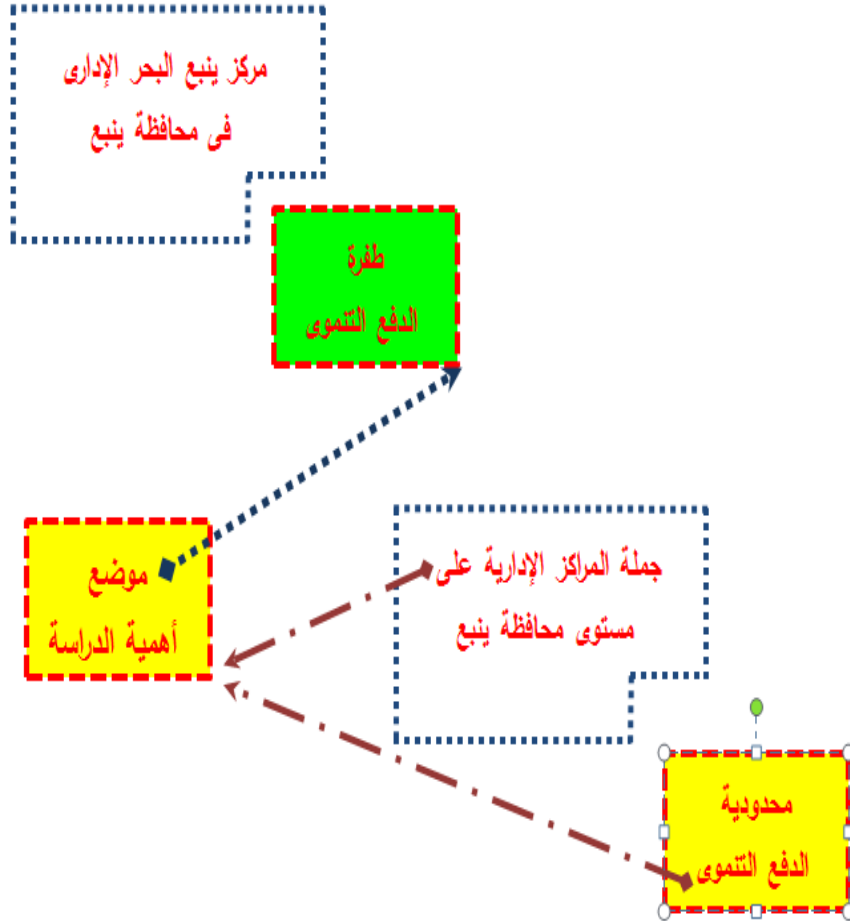 مركز ينبع البحر الإدارى
فى محافظة ينبع
طفرة
الدفع التنموى
موضع
أهمية الدراسة
جملة المراكز الإدارية على
مستوى محافظة ينبع
محدودية
الدفع التنموى